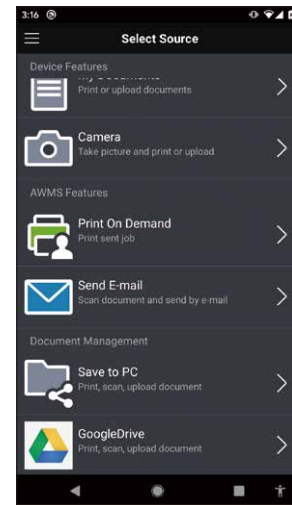 3:16
Select Source
Device Features
My Documents
Print or upload documents
Camera
Take picture and print or upload
AWMS Features
Print On Demand
Print sent job
Send E-mail
Scan document and send by e-mail
Document Management
Save to PC
Print, scan, upload document
GoogleDrive
Print, scan, upload document